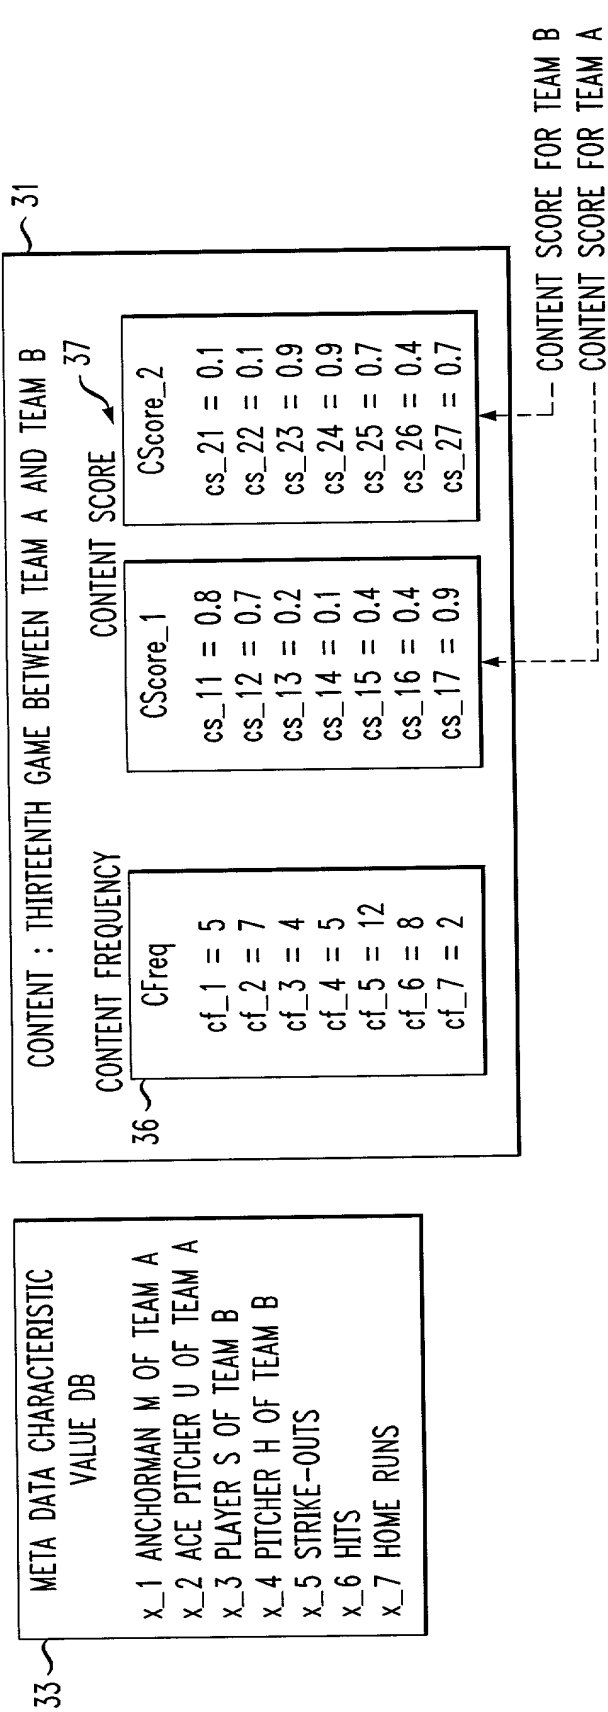 33
META DATA CHARACTERISTIC
VALUE DB
x_1 ANCHORMAN M OF TEAM A
x_2 ACE PITCHER U OF TEAM A
x_3 PLAYER S OF TEAM B
x_4 PITCHER H OF TEAM B
x_5 STRIKE-OUTS
x_6 HITS
x_7 HOME RUNS
31
CONTENT : THIRTEENTH GAME BETWEEN TEAM A AND TEAM B
CONTENT FREQUENCY
36
CFreq
cf_1 = 5
cf_2 = 7
cf_3 = 4
cf_4 = 5
cf_5 = 12
cf_6 = 8
cf_7 = 2
CONTENT SCORE
37
CScore_1
cs_11 = 0.8
cs_12 = 0.7
cs_13 = 0.2
cs_14 = 0.1
cs_15 = 0.4
cs_16 = 0.4
cs_17 = 0.9
CScore_2
cs_21 = 0.1
cs_22 = 0.1
cs_23 = 0.9
cs_24 = 0.9
cs_25 = 0.7
cs_26 = 0.4
cs_27 = 0.7
CONTENT SCORE FOR TEAM B
CONTENT SCORE FOR TEAM A